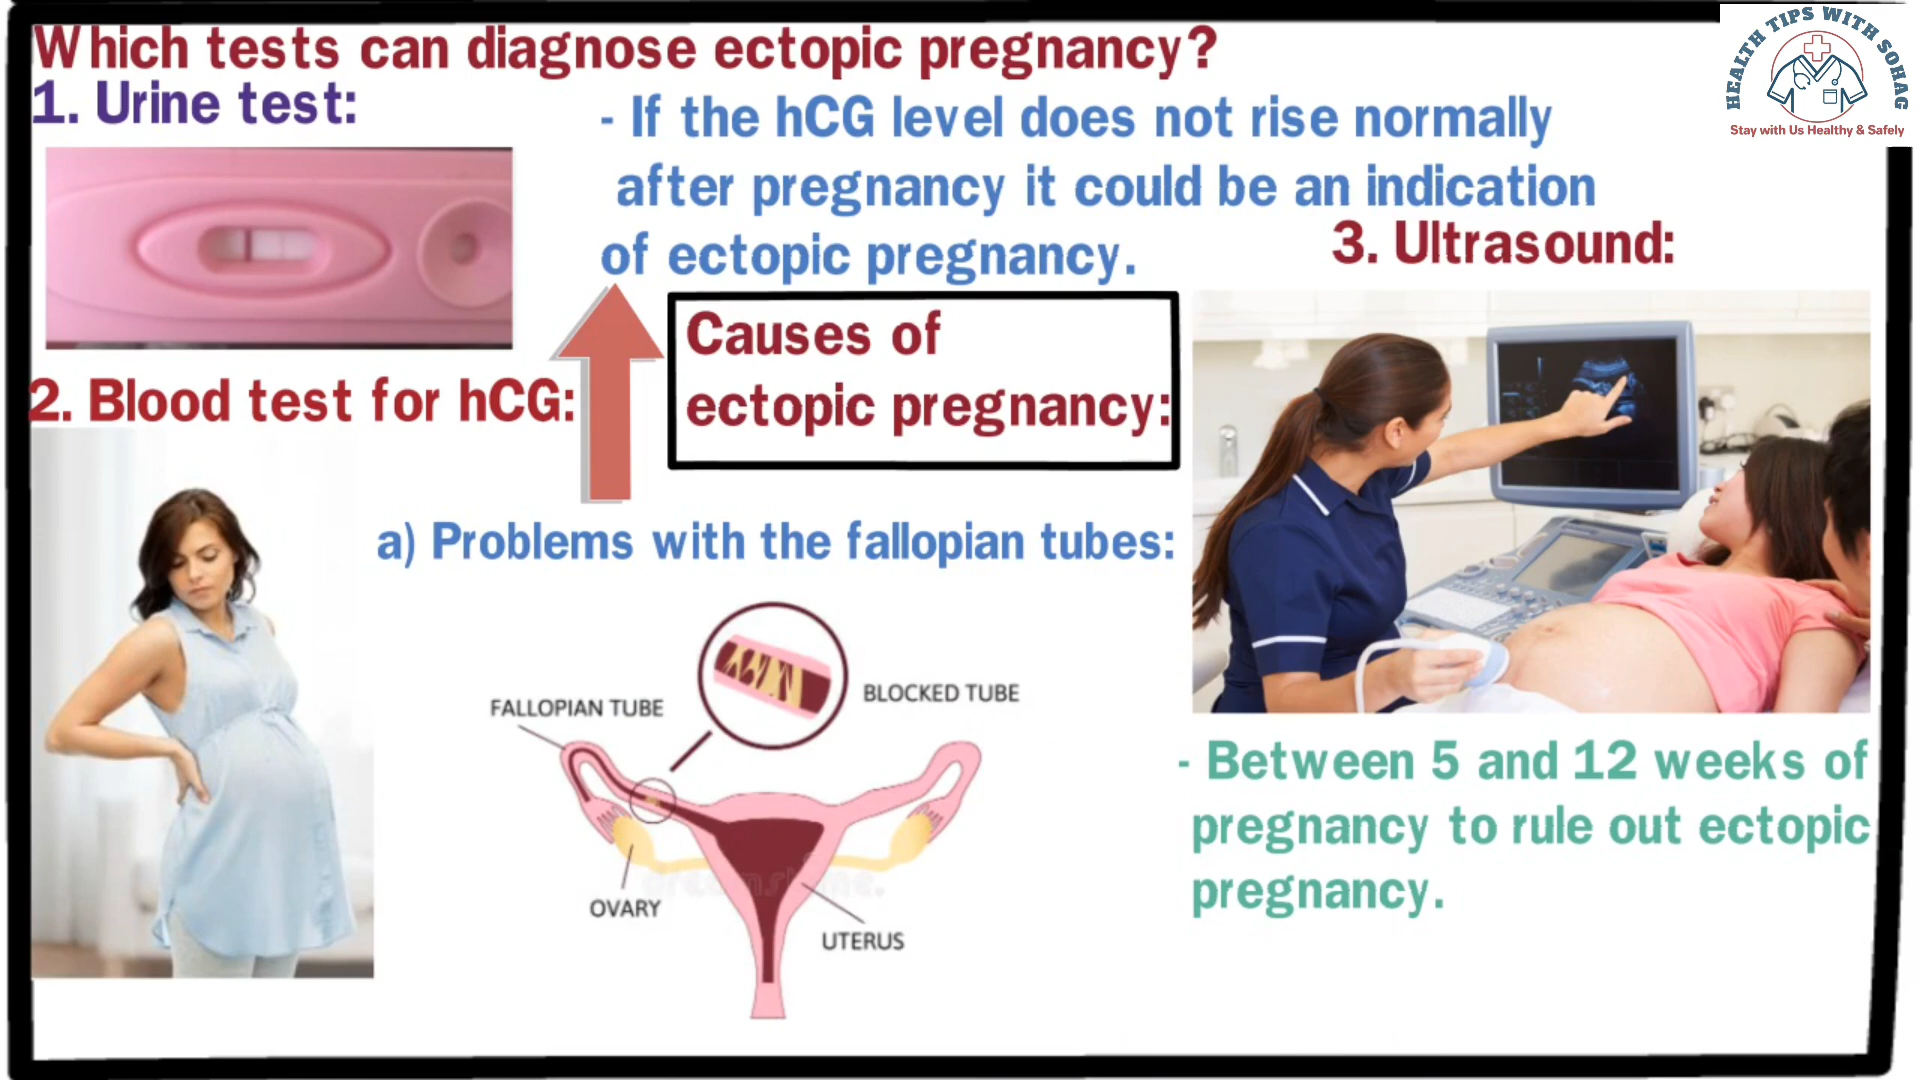 Which tests can diagnose ectopic pregnancy?
1. Urine test:
- If the hCG level does not rise normally
after pregnancy it could be an indication
of ectopic pregnancy.
2. Blood test for hCG:
Causes of
ectopic pregnancy:
a) Problems with the fallopian tubes:
FALLOPIAN TUBE
BLOCKED TUBE
OVARY
UTERUS
dreamstime.
3. Ultrasound:
- Between 5 and 12 weeks of
pregnancy to rule out ectopic
pregnancy.
HEALTH TIPS WITH SOHAG
Stay with Us Healthy & Safely